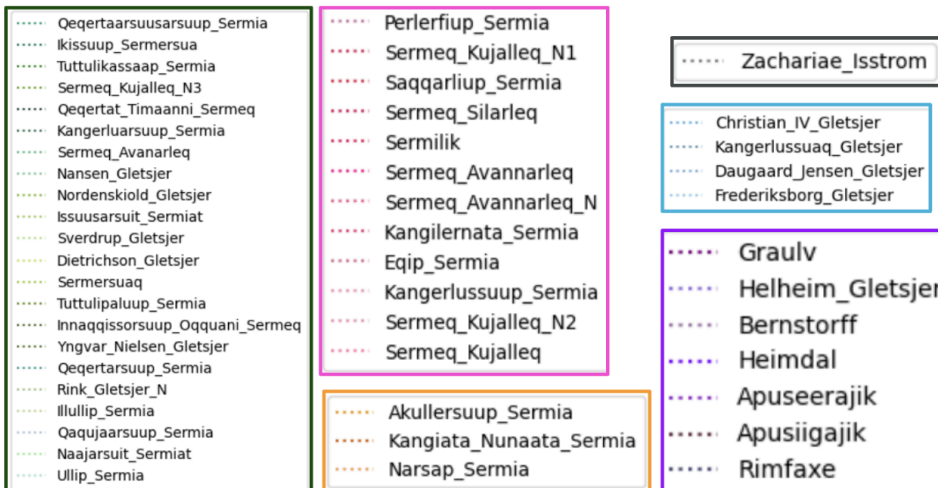 Qeqertaarsuusarsuup_Sermia
Ikissuup_Sermersua
Tuttulikassaap_Sermia
Sermeq_Kujalleq_N3
Qeqertat_Timaanni_Sermeq
Kangerluarsuup_Sermia
Sermeq_Avanarleq
Nansen_Gletsjer
Nordenskiold_Gletsjer
Issuusarsuit_Sermiat
Sverdrup_Gletsjer
Dietrichson_Gletsjer
Sermersuaq
Tuttulipaluup_Sermia
Innaqqissorsuup_Oqquani_Sermeq
Yngvar_Nielsen_Gletsjer
Qeqertarsuup_Sermia
Rink_Gletsjer_N
Illullip_Sermia
Qaqujaarsuup_Sermia
Naajarsuit_Sermiat
Ullip_Sermia
Perlerfiup_Sermia
Sermeq_Kujalleq_N1
Saqqarliup_Sermia
Sermeq_Silarleq
Sermilik
Sermeq_Avannarleq
Sermeq_Avannarleq_N
Kangilernata_Sermia
Eqip_Sermia
Kangerlussuup_Sermia
Sermeq_Kujalleq_N2
Sermeq_Kujalleq
Akullersuup_Sermia
Kangiata_Nunaata_Sermia
Narsap_Sermia
Zachariae_Isstrom
Christian_IV_Gletsjer
Kangerlussuaq_Gletsjer
Daugaard_Jensen_Gletsjer
Frederiksborg_Gletsjer
Graulv
Helheim_Gletsjer
Bernstorff
Heimdal
Apuseerajik
Apusiigajik
Rimfaxe